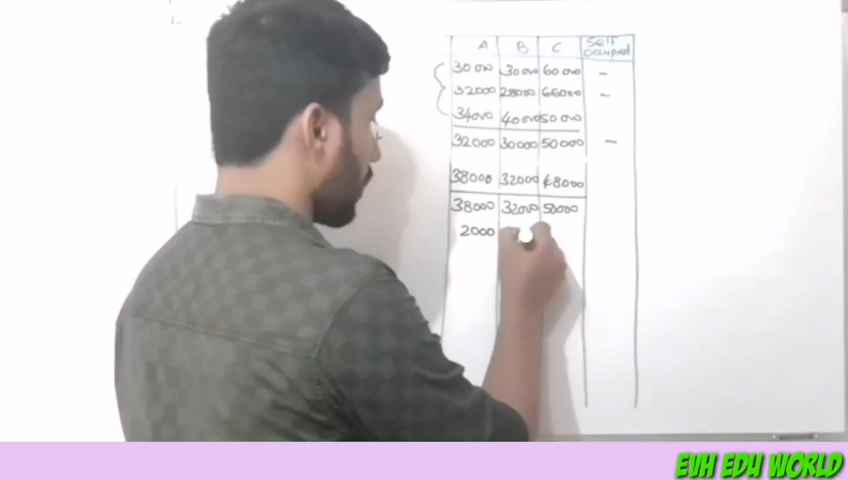 A B C Self
occupied
30000 30000 60000 -
32000 28000 66000 -
34000 40000 50000
32000 30000 50000 -
38000 32000 48000
38000 32000 50000
2000
EVH EDU WORLD